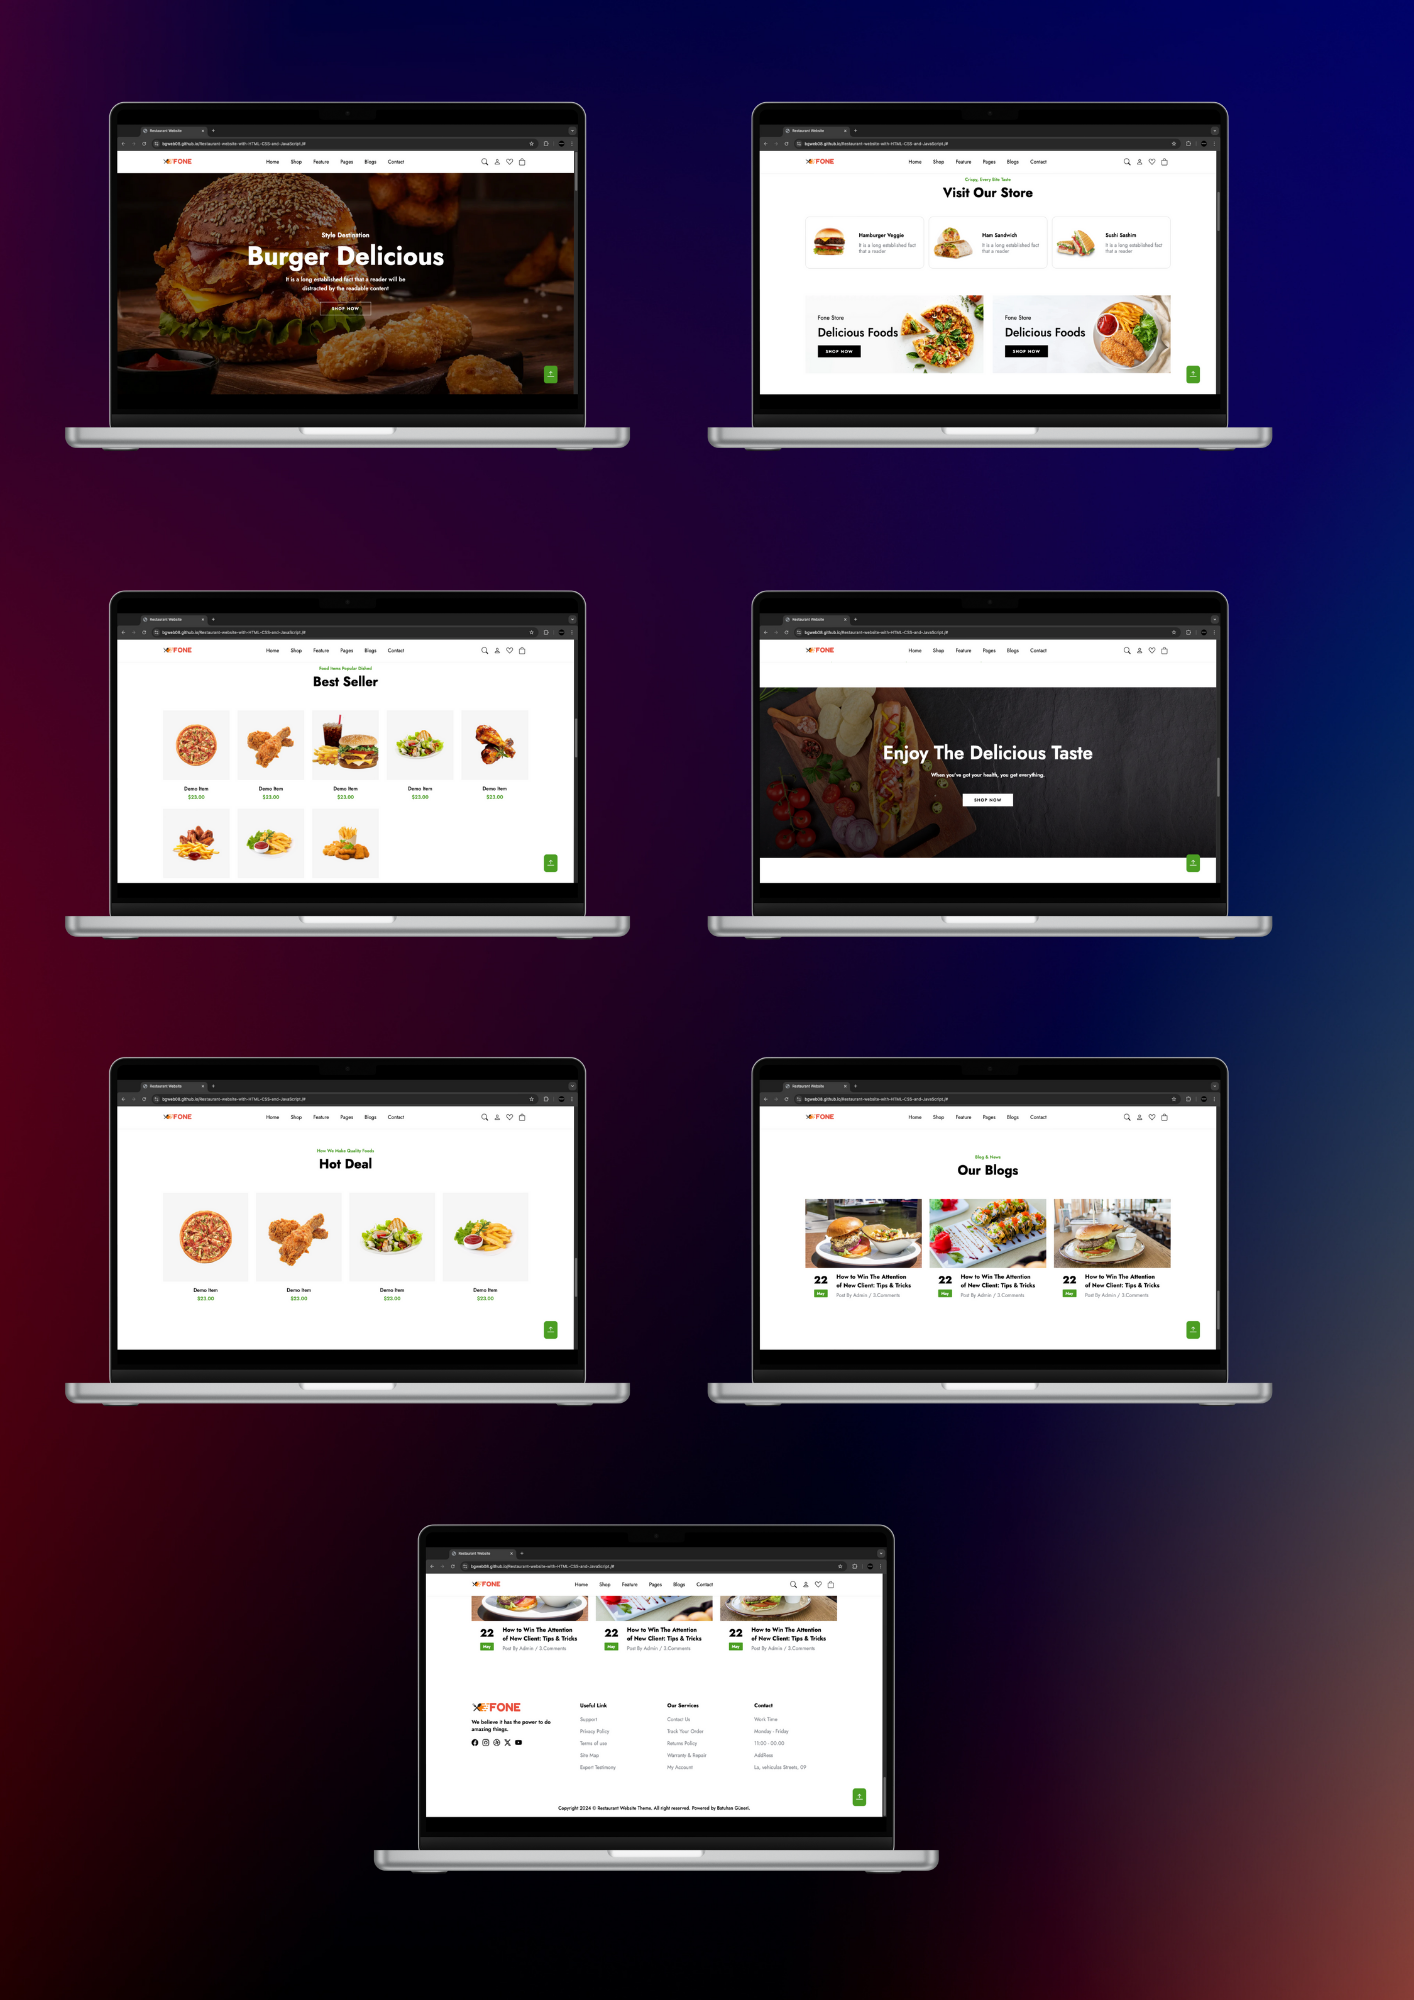 Restaurant Website
bgweb08.github.io/Restaurant-website-with-HTML-CSS-and-JavaScript/#
FONE
Home Shop Feature Pages Blogs Contact
Style Destination
Burger Delicious
It is a long established fact that a reader will be
distracted by the readable content
SHOP NOW
Restaurant Website
bgweb08.github.io/Restaurant-website-with-HTML-CSS-and-JavaScript/#
FONE
Home Shop Feature Pages Blogs Contact
Crispy, Every Bite Taste
Visit Our Store
Hamburger Veggie
It is a long established fact
that a reader
Ham Sandwich
It is a long established fact
that a reader
Sushi Sashim
It is a long established fact
that a reader
Fone Store
Delicious Foods
SHOP NOW
Fone Store
Delicious Foods
SHOP NOW
Restaurant Website
bgweb08.github.io/Restaurant-website-with-HTML-CSS-and-JavaScript/#
FONE
Home Shop Feature Pages Blogs Contact
Food Items Popular Dished
Best Seller
Demo Item Demo Item Demo Item Demo Item Demo Item
$23.00 $23.00 $23.00 $23.00 $23.00
Restaurant Website
bgweb08.github.io/Restaurant-website-with-HTML-CSS-and-JavaScript/#
FONE
Home Shop Feature Pages Blogs Contact
Enjoy The Delicious Taste
When you've got your health, you got everything.
SHOP NOW
Restaurant Website
bgweb08.github.io/Restaurant-website-with-HTML-CSS-and-JavaScript/#
FONE
Home Shop Feature Pages Blogs Contact
How We Make Quality Foods
Hot Deal
Demo Item Demo Item Demo Item Demo Item
$23.00 $23.00 $23.00 $23.00
Restaurant Website
bgweb08.github.io/Restaurant-website-with-HTML-CSS-and-JavaScript/#
FONE
Home Shop Feature Pages Blogs Contact
Blog & News
Our Blogs
22
May
How to Win The Attention
of New Client: Tips & Tricks
Post By Admin / 3.Comments
22
May
How to Win The Attention
of New Client: Tips & Tricks
Post By Admin / 3.Comments
22
May
How to Win The Attention
of New Client: Tips & Tricks
Post By Admin / 3.Comments
Restaurant Website
bgweb08.github.io/Restaurant-website-with-HTML-CSS-and-JavaScript/#
FONE
Home Shop Feature Pages Blogs Contact
22
May
How to Win The Attention
of New Client: Tips & Tricks
Post By Admin / 3.Comments
22
May
How to Win The Attention
of New Client: Tips & Tricks
Post By Admin / 3.Comments
22
May
How to Win The Attention
of New Client: Tips & Tricks
Post By Admin / 3.Comments
FONE
We believe it has the power to do
amazing things.
Useful Link
Support
Privacy Policy
Terms of use
Site Map
Expert Testimony
Our Services
Contac Us
Track Your Order
Returns Policy
Warranty & Repair
My Account
Contact
Work Time
Monday - Friday
11:00 - 00:00
AddRess
La, vehiculas Streets, 09
Copyright 2024 © Restaurant Website Theme, All right reserved. Powered by Batuhan Güneri.